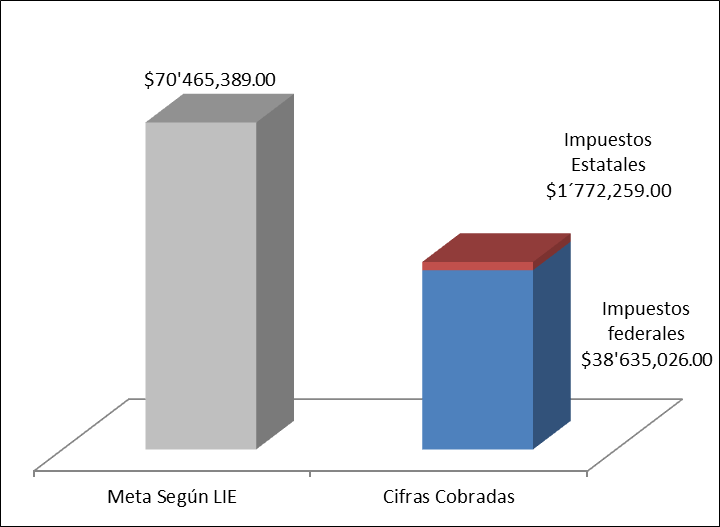 $70'465,389.00
Impuestos
Estatales
$1´772,259.00
Impuestos
federales
$38'635,026.00
Meta Según LIE
Cifras Cobradas